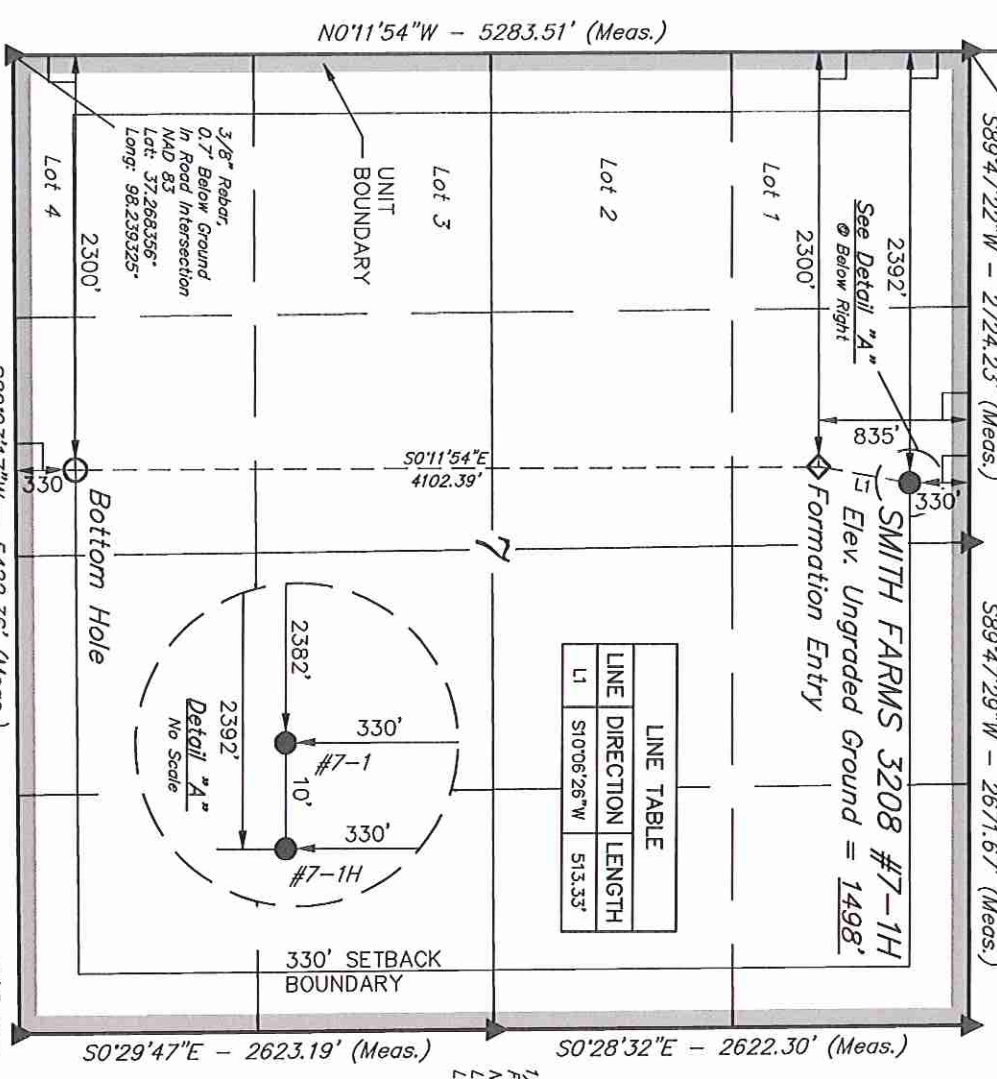 N0°11'54"W - 5283.51' (Meas.)
S89°47'22"W - 2724.23' (Meas.)
S89°47'29"W - 2671.67' (Meas.)
3/8" Rebar,
0.7' Below Ground
in Road Intersection
NAD 83
Lat: 37.268356°
Long: 98.239325°
UNIT
BOUNDARY
Lot 4
Lot 3
Lot 2
Lot 1
2300'
2300'
2392'
See Detail "A"
@ Below Right
835'
330'
L1
SMITH FARMS 3208 #7-1H
Elev. Ungraded Ground = 1498'
Formation Entry
S0°11'54"E
4102.39'
330'
Bottom Hole
7
LINE TABLE
LINE DIRECTION LENGTH
L1 S10°06'26"W 513.33'
2382'
330'
#7-1
10'
2392'
330'
#7-1H
Detail "A"
No Scale
330' SETBACK
BOUNDARY
S0°29'47"E - 2623.19' (Meas.)
S0°28'32"E - 2622.30' (Meas.)